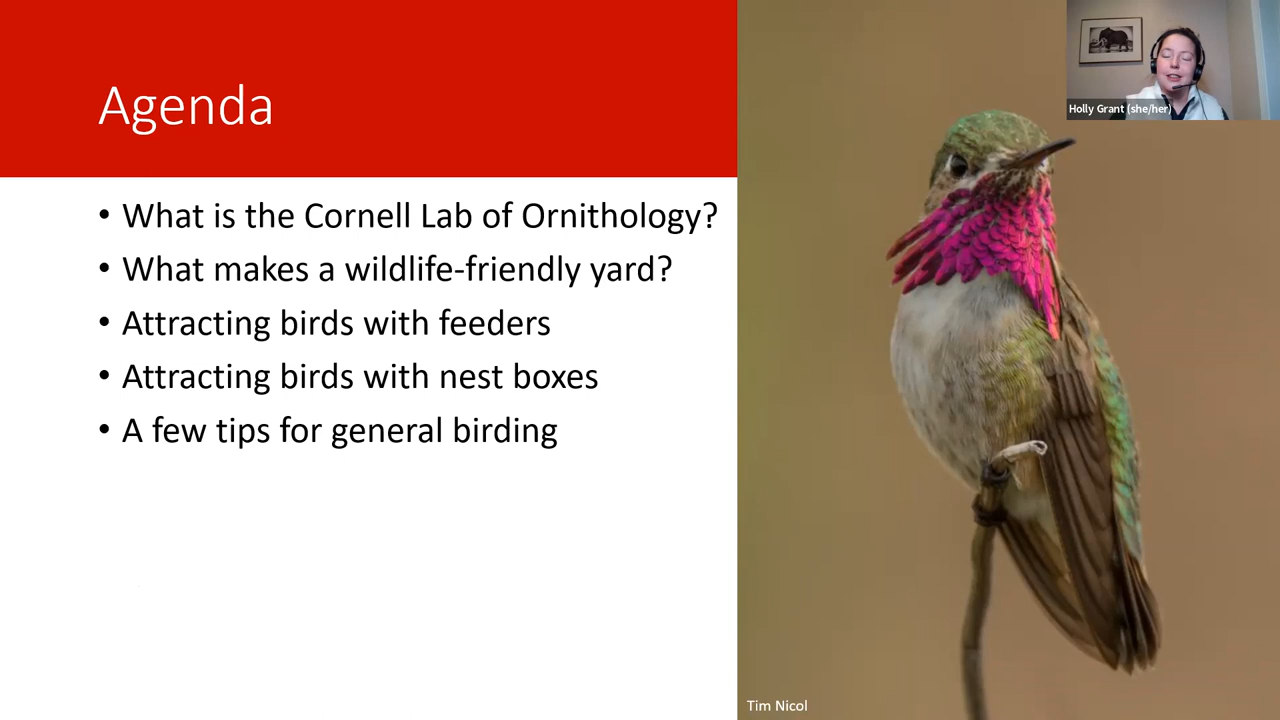 Agenda
• What is the Cornell Lab of Ornithology?
• What makes a wildlife-friendly yard?
• Attracting birds with feeders
• Attracting birds with nest boxes
• A few tips for general birding
Holly Grant (she/her)
Tim Nicol